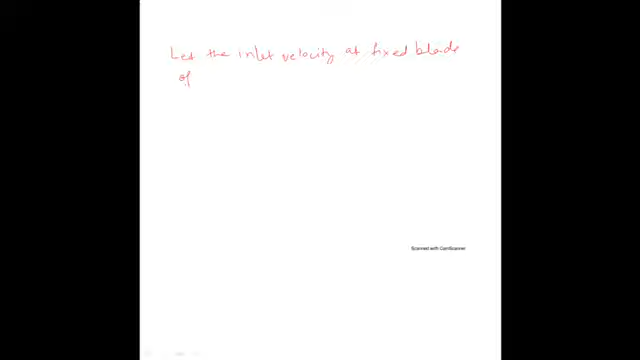 Let the inlet velocity at fixed blade
of
Scanned with CamScanner